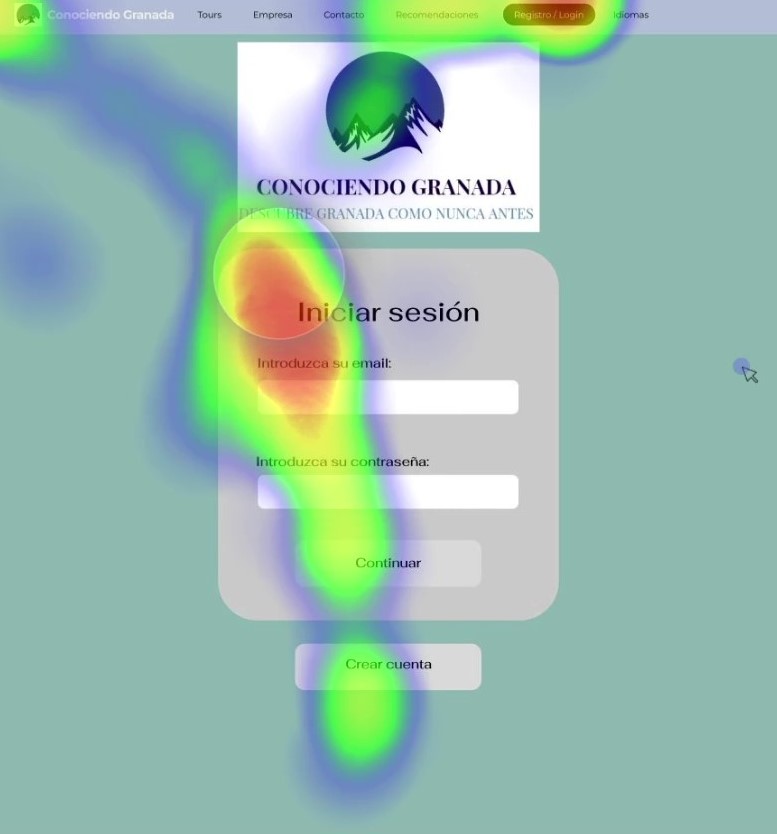 Conociendo Granada Tours Empresa Contacto Recomendaciones Registro / Login Idiomas
CONOCIENDO GRANADA
DESCUBRE GRANADA COMO NUNCA ANTES
Iniciar sesión
Introduzca su email:
Introduzca su contraseña:
Continuar
Crear cuenta